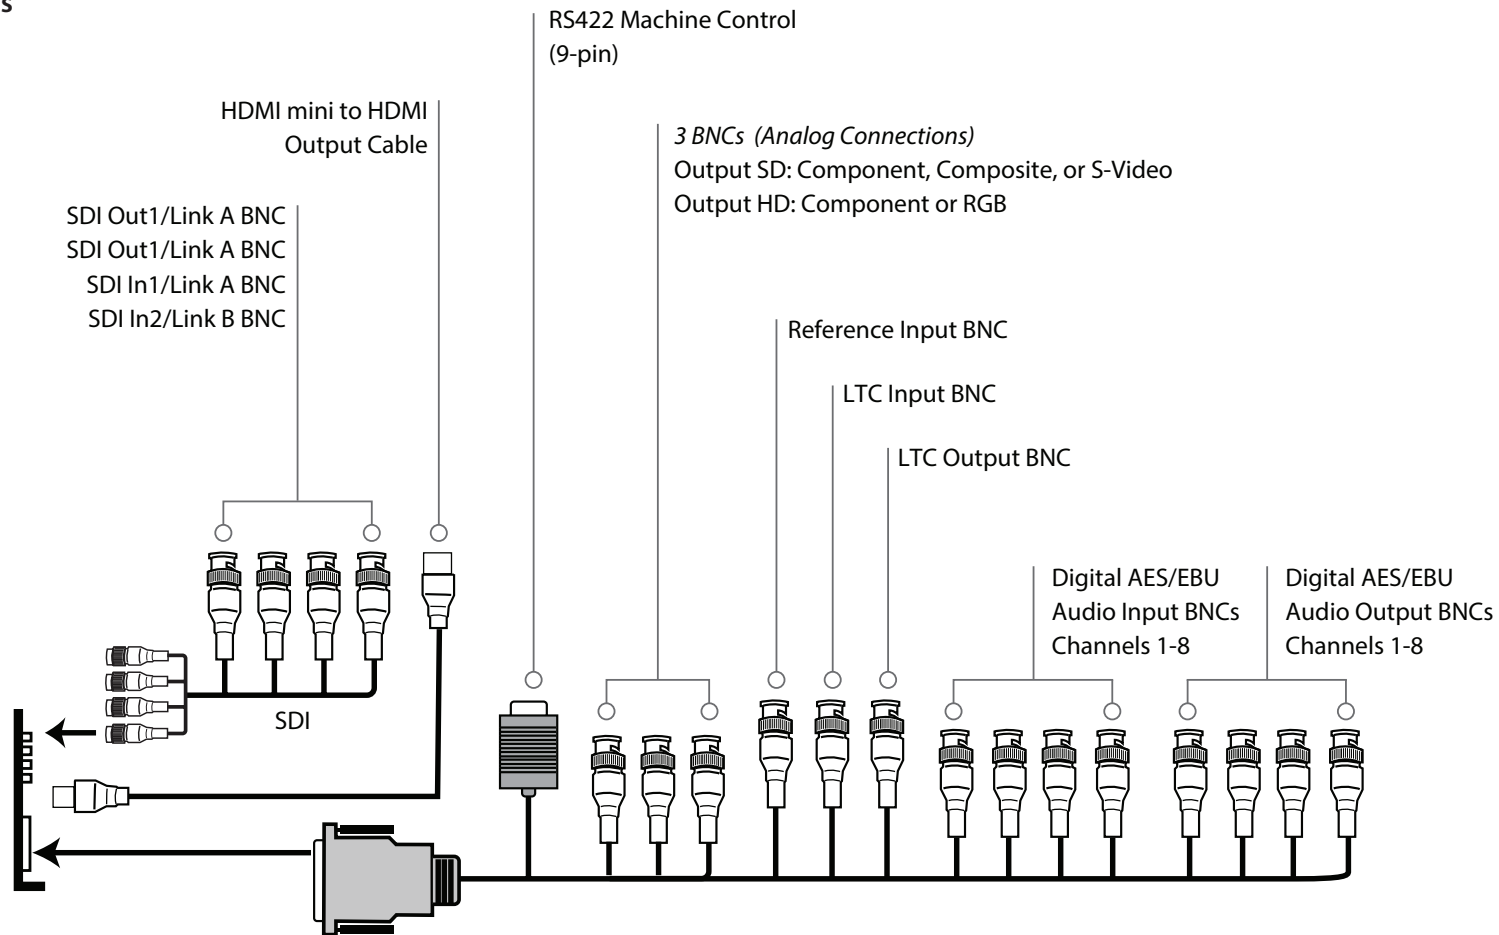 s
RS422 Machine Control
(9-pin)
HDMI mini to HDMI
Output Cable
3 BNCs (Analog Connections)
Output SD: Component, Composite, or S-Video
Output HD: Component or RGB
SDI Out1/Link A BNC
SDI Out1/Link A BNC
SDI In1/Link A BNC
SDI In2/Link B BNC
Reference Input BNC
LTC Input BNC
LTC Output BNC
Digital AES/EBU
Audio Input BNCs
Channels 1-8
Digital AES/EBU
Audio Output BNCs
Channels 1-8
SDI